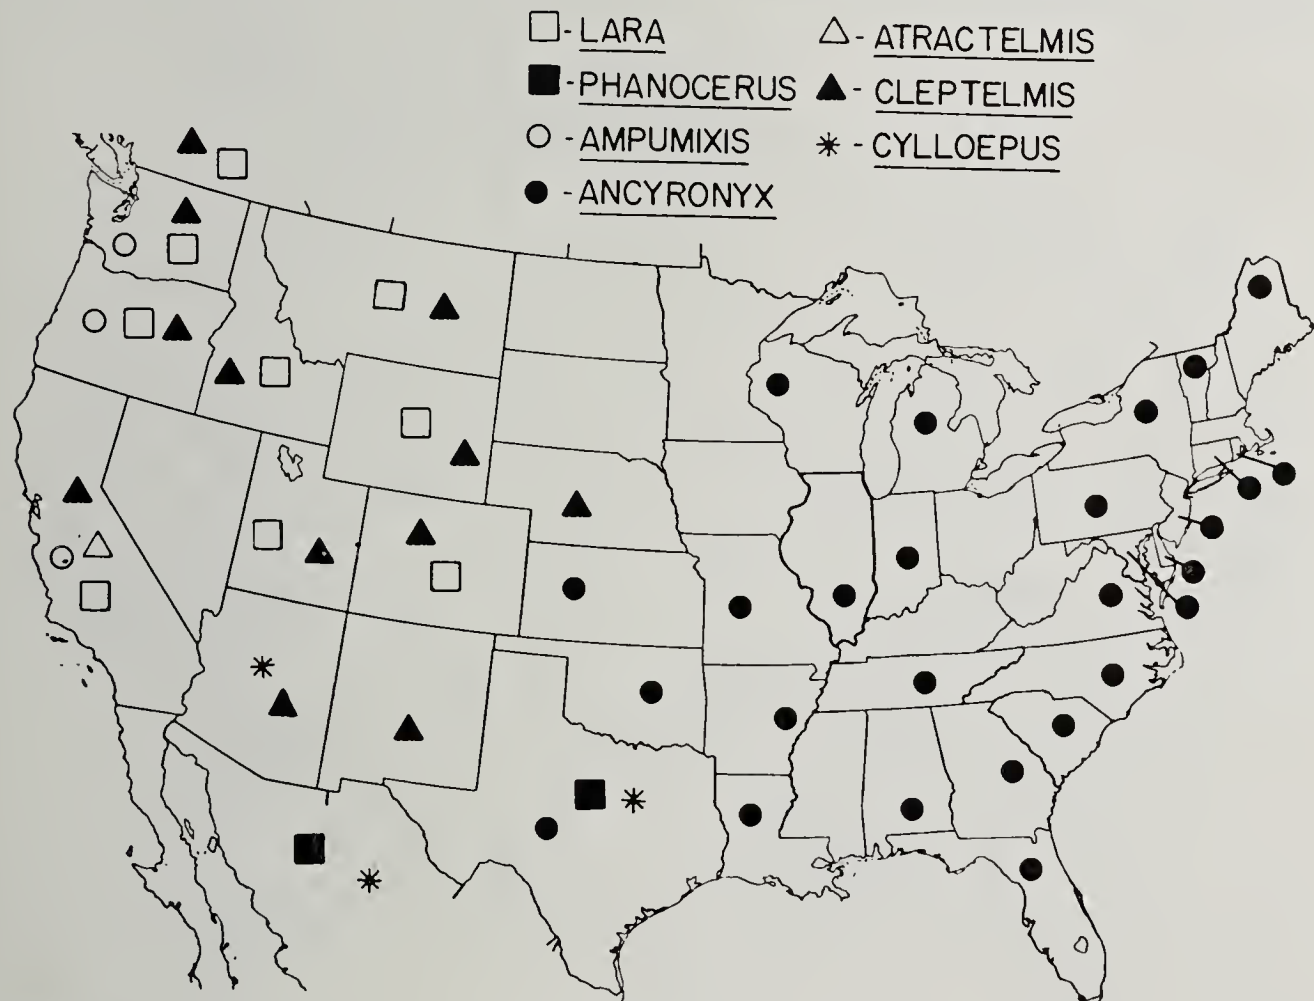 □ - LARA
■ - PHANOCERUS
○ - AMPUMIXIS
● - ANCYRONYX
△ - ATRACTELMIS
▲ - CLEPTELMIS
✳ - CYLLOEPUS